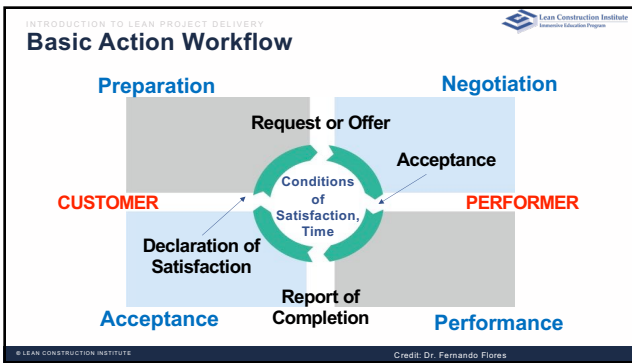 INTRODUCTION TO LEAN PROJECT DELIVERY
Lean Construction Institute
Immersive Education Program
Basic Action Workflow
Preparation
Negotiation
Request or Offer
Acceptance
Conditions
of
Satisfaction,
Time
CUSTOMER
PERFORMER
Declaration of
Satisfaction
Report of
Completion
Acceptance
Performance
© LEAN CONSTRUCTION INSTITUTE
Credit: Dr. Fernando Flores